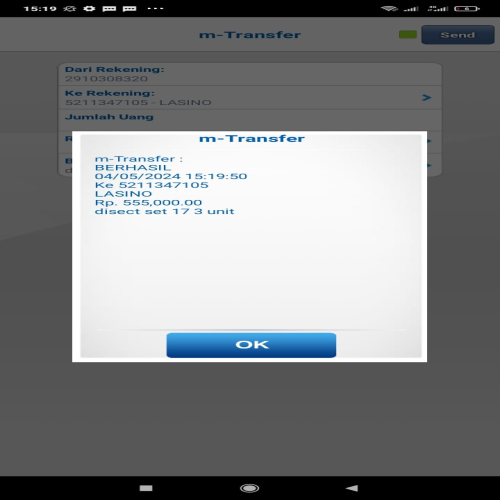 15:19
m-Transfer
Send
Dari Rekening:
2910308320
Ke Rekening:
5211347105 - LASINO
Jumlah Uang
m-Transfer
m-Transfer :
BERHASIL
04/05/2024 15:19:50
Ke 5211347105
LASINO
Rp. 555,000.00
disect set 17 3 unit
OK